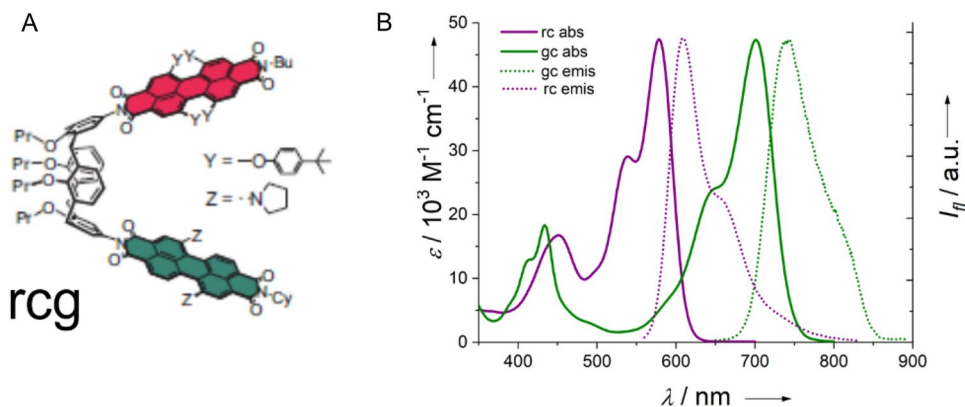 A
O
Y
Y
O
N-Bu
O
Y
Y
O
O
N
O
Pr-O
Pr-O
Pr-O
Pr-O
Y = -O
Z = -N
O
N
O
Z
Z
O
N-Cy
O
rcg
B
50
40
30
20
10
0
ε / 10³ M⁻¹ cm⁻¹
rc abs
gc abs
gc emis
rc emis
I_fl / a.u.
400 500 600 700 800 900
λ / nm